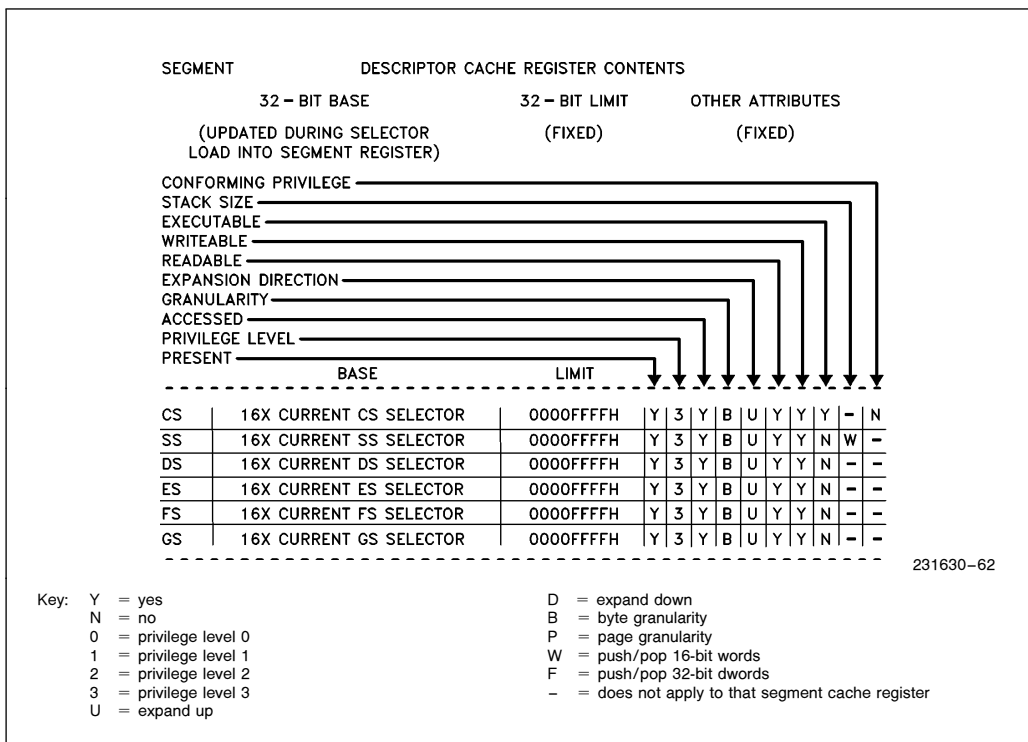 SEGMENT DESCRIPTOR CACHE REGISTER CONTENTS
32 – BIT BASE 32 – BIT LIMIT OTHER ATTRIBUTES
(UPDATED DURING SELECTOR (FIXED) (FIXED)
LOAD INTO SEGMENT REGISTER)
CONFORMING PRIVILEGE
STACK SIZE
EXECUTABLE
WRITEABLE
READABLE
EXPANSION DIRECTION
GRANULARITY
ACCESSED
PRIVILEGE LEVEL
PRESENT
BASE LIMIT
CS 16X CURRENT CS SELECTOR 0000FFFFH Y 3 Y B U Y Y Y – N
SS 16X CURRENT SS SELECTOR 0000FFFFH Y 3 Y B U Y Y N W –
DS 16X CURRENT DS SELECTOR 0000FFFFH Y 3 Y B U Y Y N – –
ES 16X CURRENT ES SELECTOR 0000FFFFH Y 3 Y B U Y Y N – –
FS 16X CURRENT FS SELECTOR 0000FFFFH Y 3 Y B U Y Y N – –
GS 16X CURRENT GS SELECTOR 0000FFFFH Y 3 Y B U Y Y N – –
231630–62
Key: Y = yes
N = no
0 = privilege level 0
1 = privilege level 1
2 = privilege level 2
3 = privilege level 3
U = expand up
D = expand down
B = byte granularity
P = page granularity
W = push/pop 16-bit words
F = push/pop 32-bit dwords
– = does not apply to that segment cache register